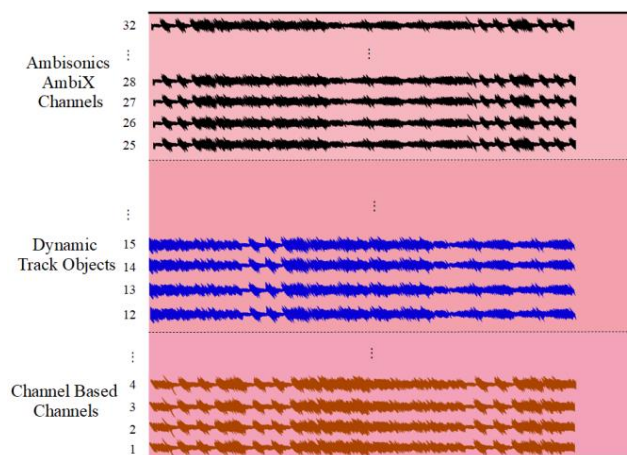 32
⋮ ⋮
Ambisonics
AmbiX
Channels
28
27
26
25
⋮ ⋮
Dynamic
Track Objects
15
14
13
12
⋮ ⋮
Channel Based
Channels
4
3
2
1